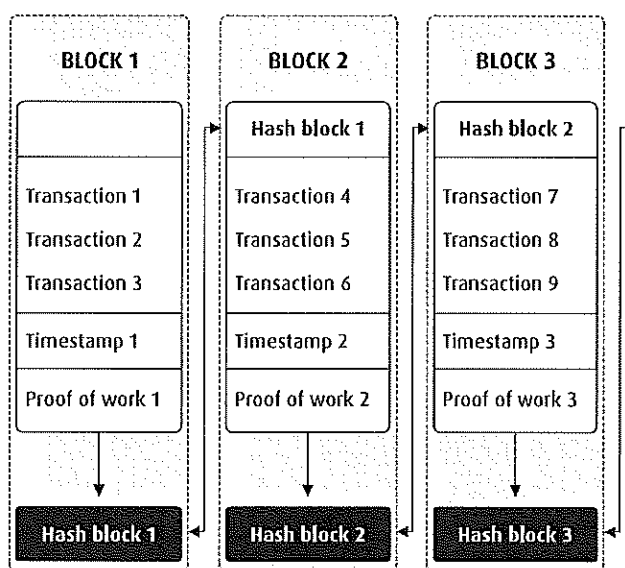 BLOCK 1
Hash block 1
Transaction 1
Transaction 2
Transaction 3
Timestamp 1
Proof of work 1
BLOCK 2
Hash block 1
Transaction 4
Transaction 5
Transaction 6
Timestamp 2
Proof of work 2
Hash block 2
BLOCK 3
Hash block 2
Transaction 7
Transaction 8
Transaction 9
Timestamp 3
Proof of work 3
Hash block 3